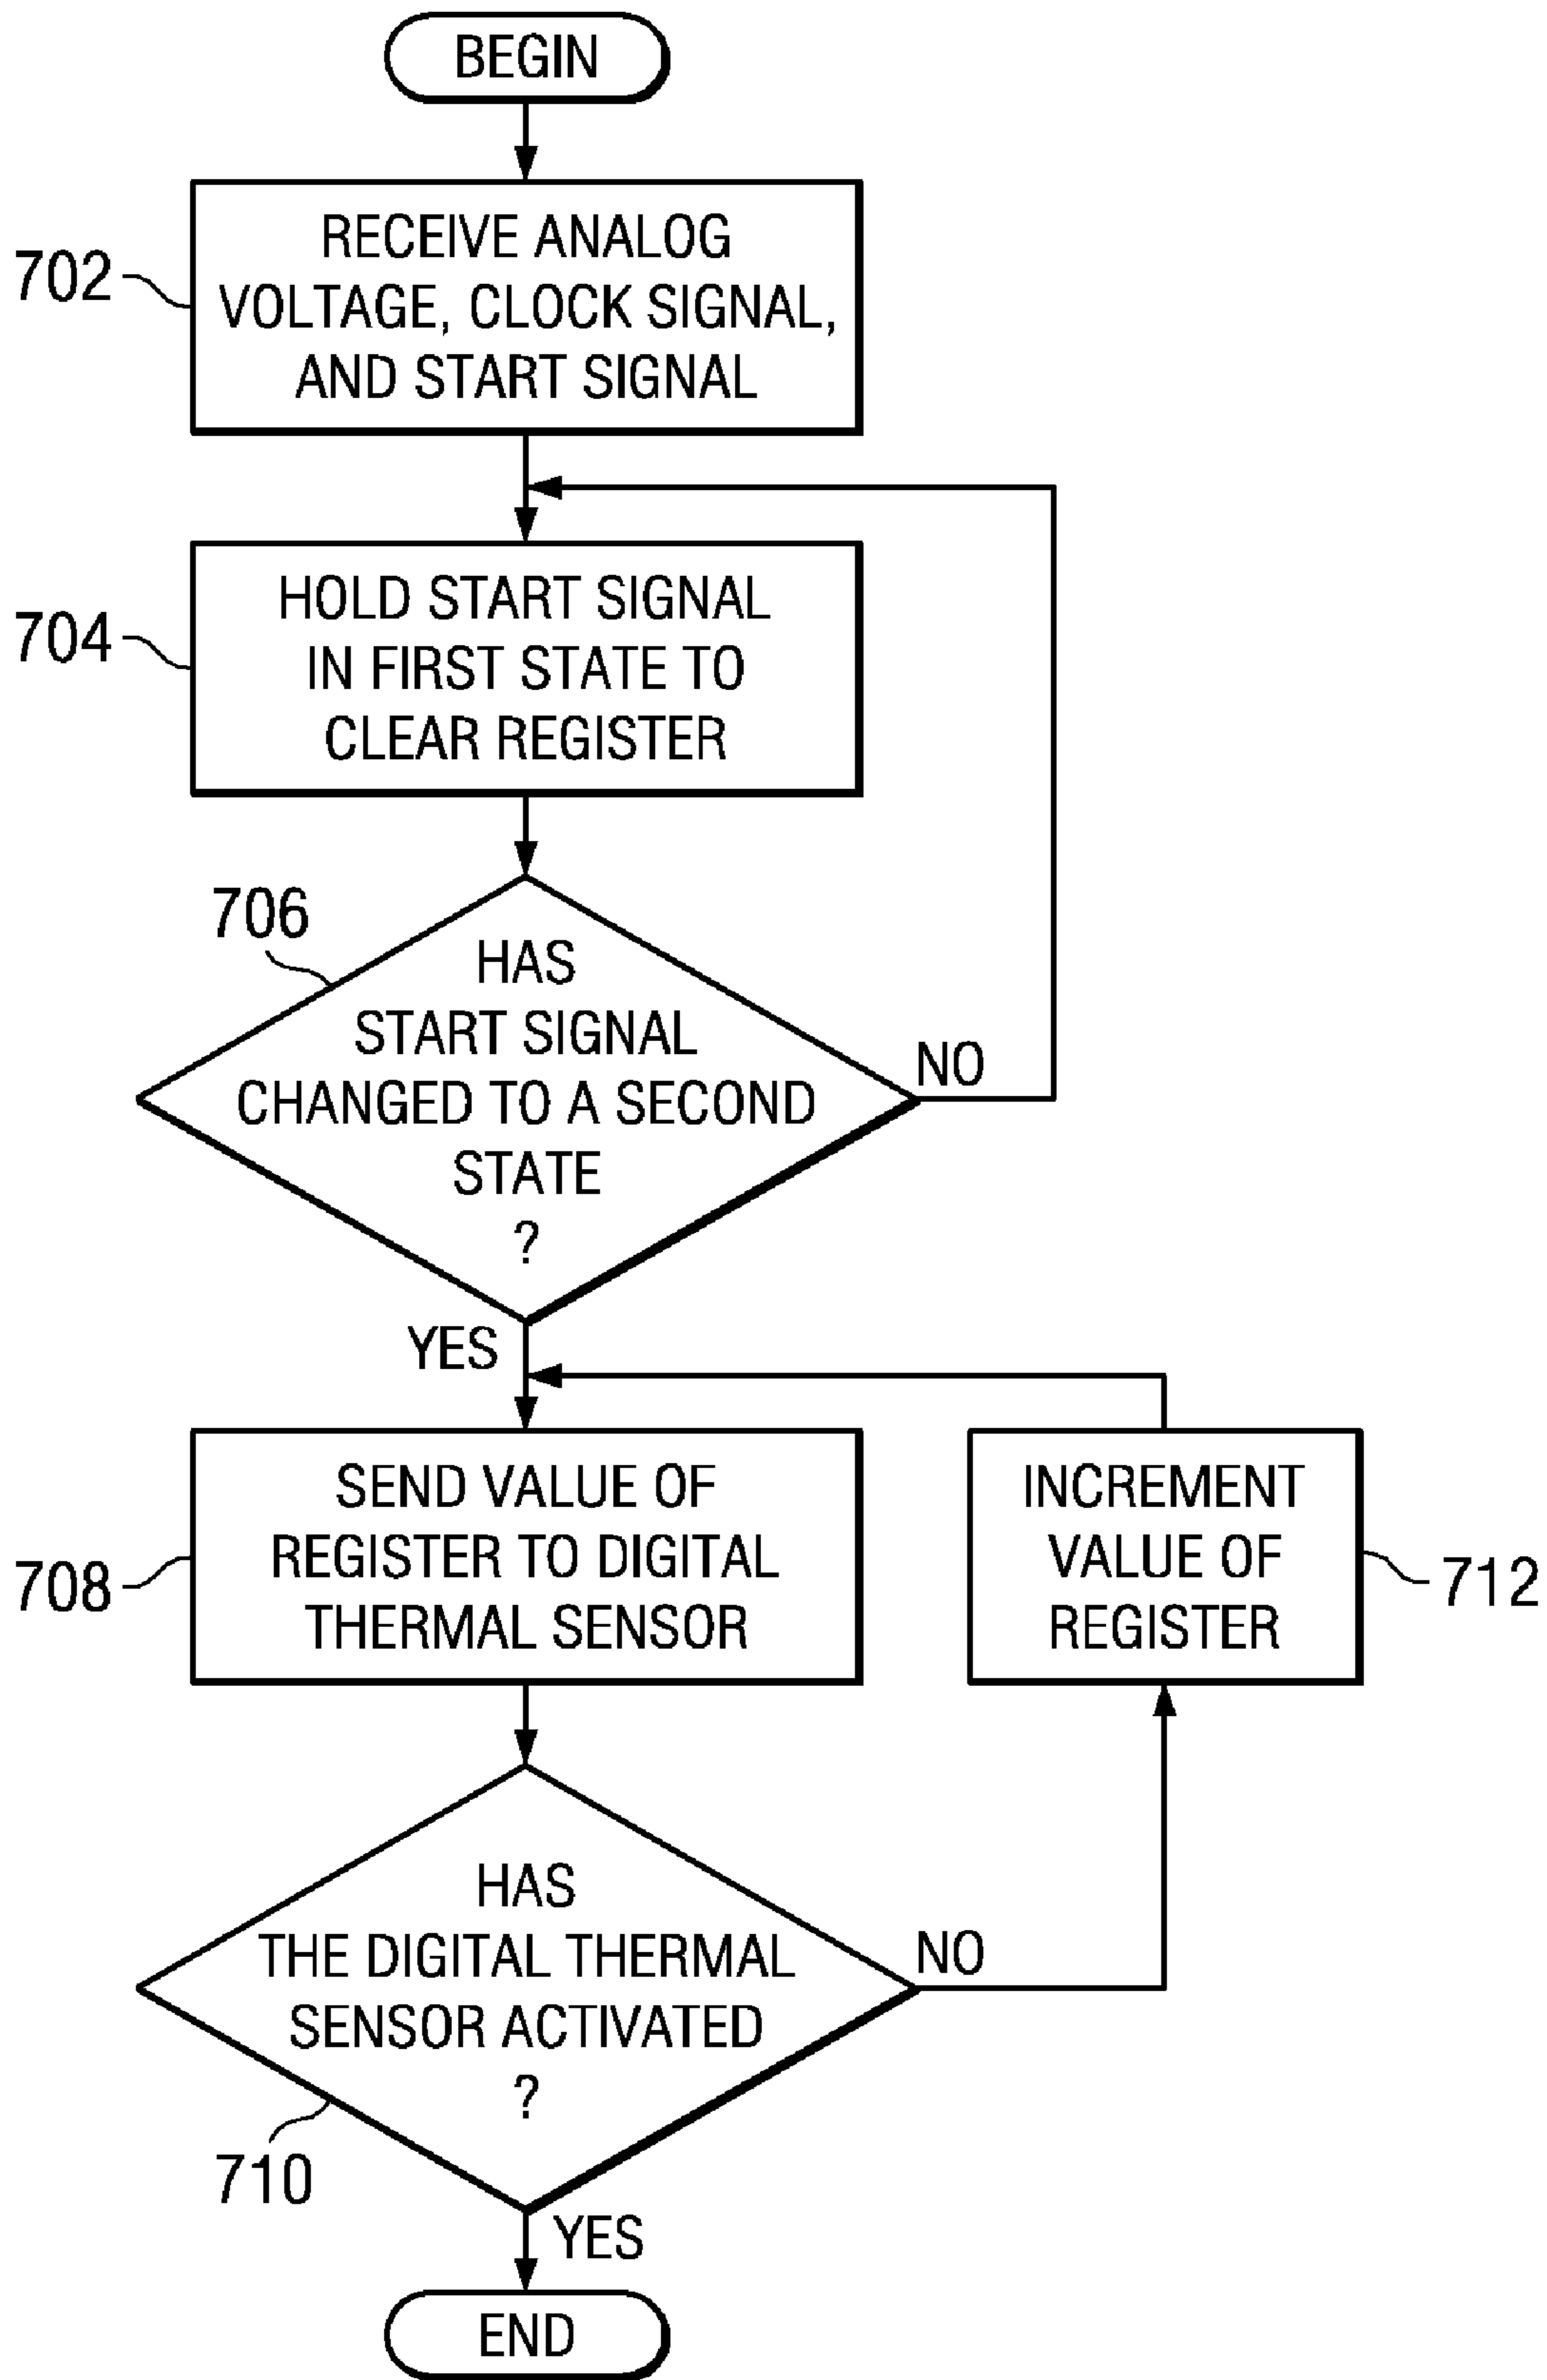 BEGIN
702
RECEIVE ANALOG
VOLTAGE, CLOCK SIGNAL,
AND START SIGNAL
704
HOLD START SIGNAL
IN FIRST STATE TO
CLEAR REGISTER
706
HAS
START SIGNAL
CHANGED TO A SECOND
STATE
?
NO
YES
708
SEND VALUE OF
REGISTER TO DIGITAL
THERMAL SENSOR
INCREMENT
VALUE OF
REGISTER
712
HAS
THE DIGITAL THERMAL
SENSOR ACTIVATED
?
NO
710
YES
END